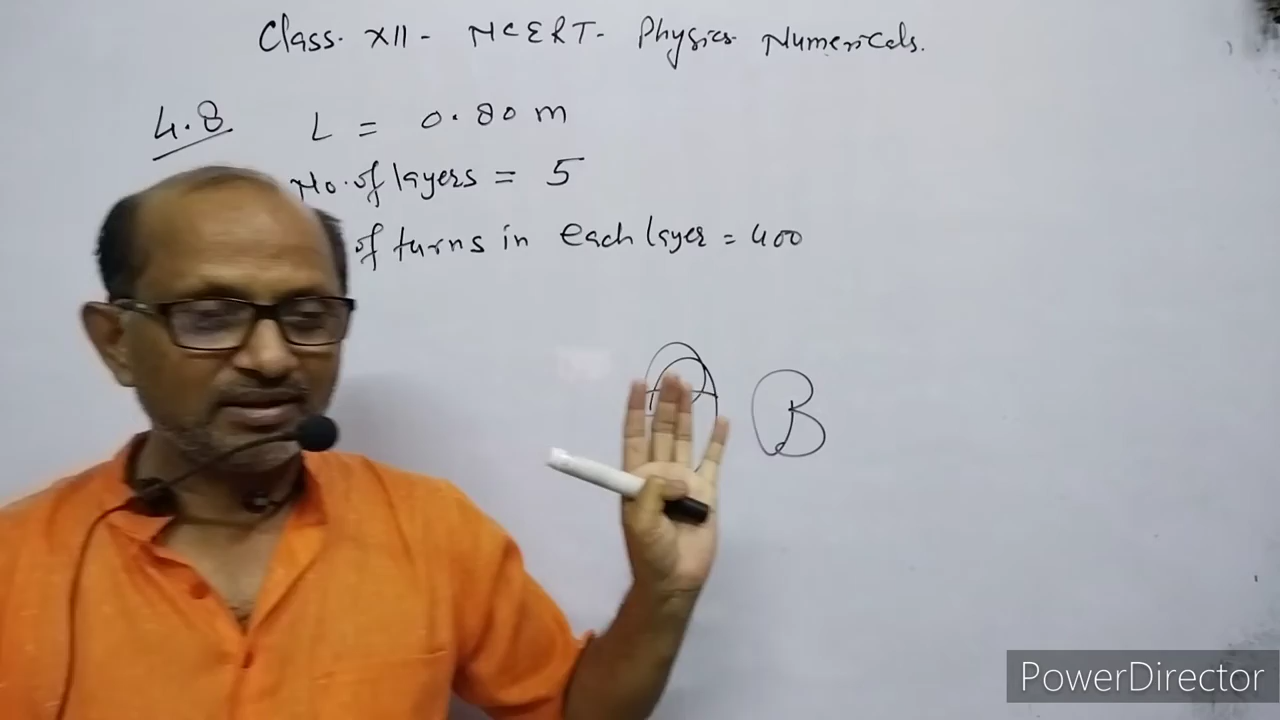 Class. XII - NCERT- Physics Numericals.
4.8 L = 0.80 m
No. of layers = 5
of turns in each layer = 400
B
PowerDirector